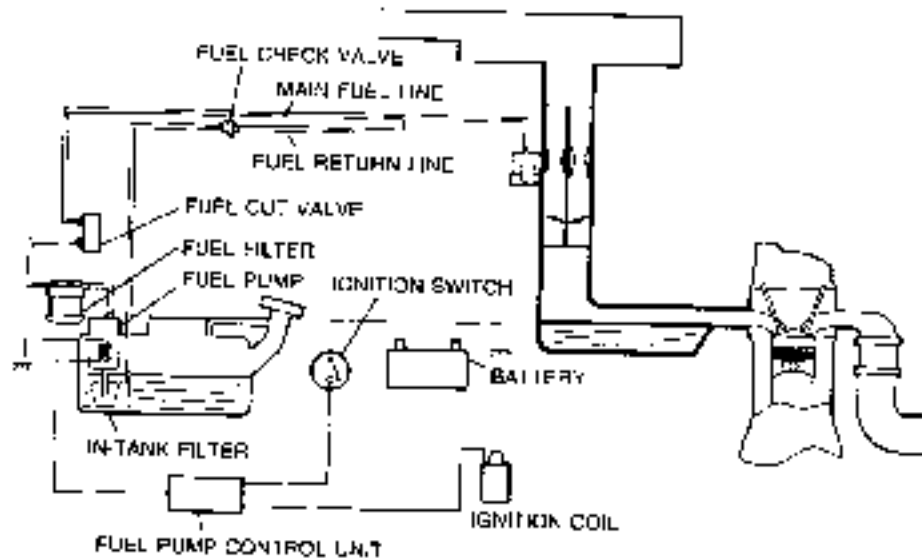 FUEL CHECK VALVE
MAIN FUEL LINE
FUEL RETURN LINE
FUEL CUT VALVE
FUEL FILTER
FUEL PUMP
IGNITION SWITCH
BATTERY
IN-TANK FILTER
IGNITION COIL
FUEL PUMP CONTROL UNIT